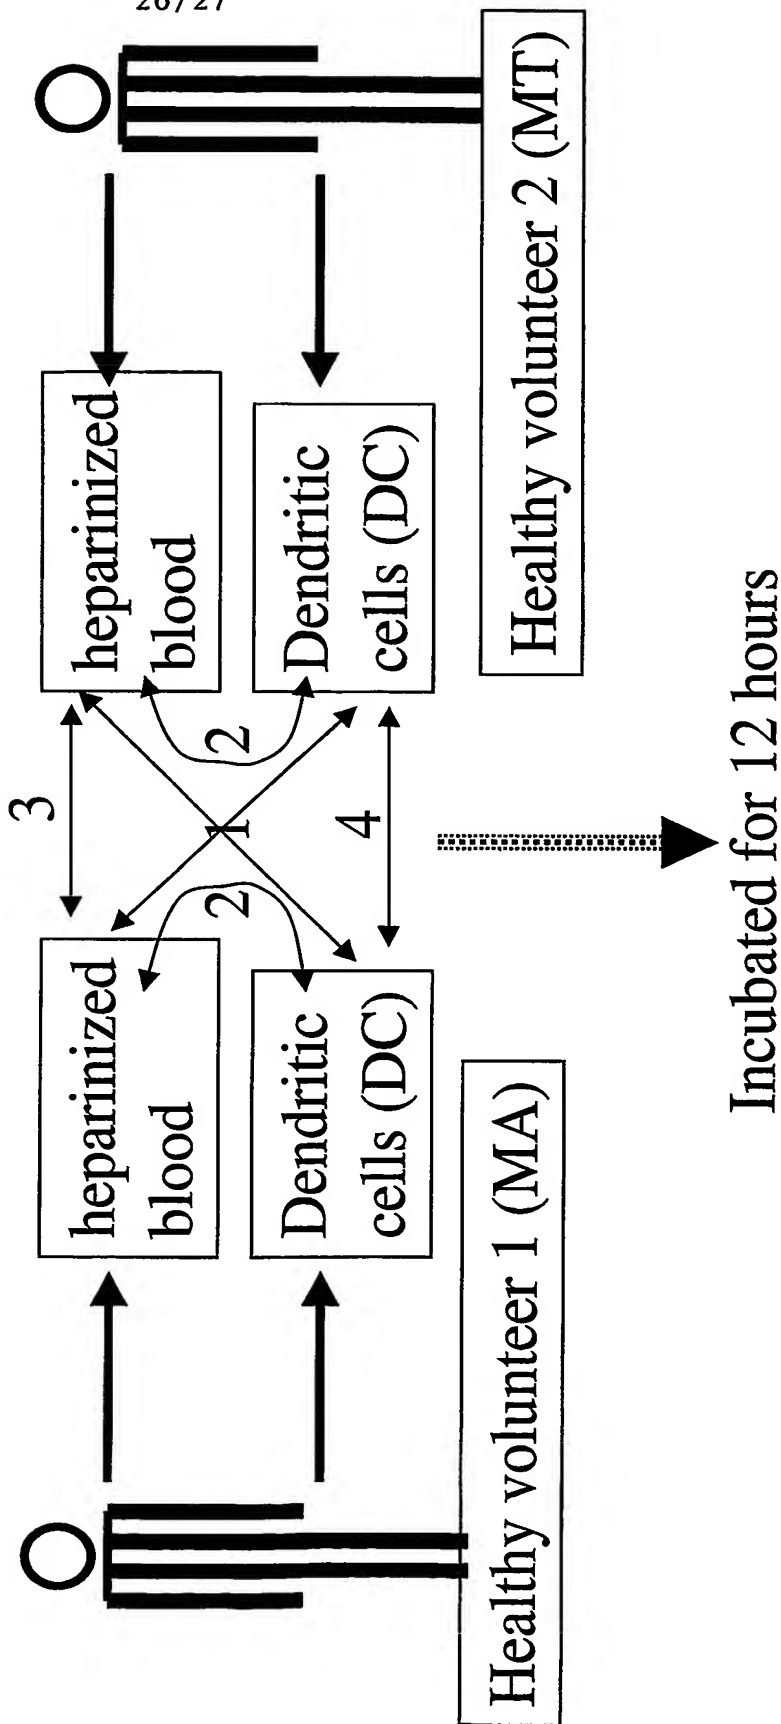 26/27
3
heparinized
blood
heparinized
blood
2
1
2
Dendritic
cells (DC)
4
Dendritic
cells (DC)
Healthy volunteer 1 (MA)
Healthy volunteer 2 (MT)
Incubated for 12 hours